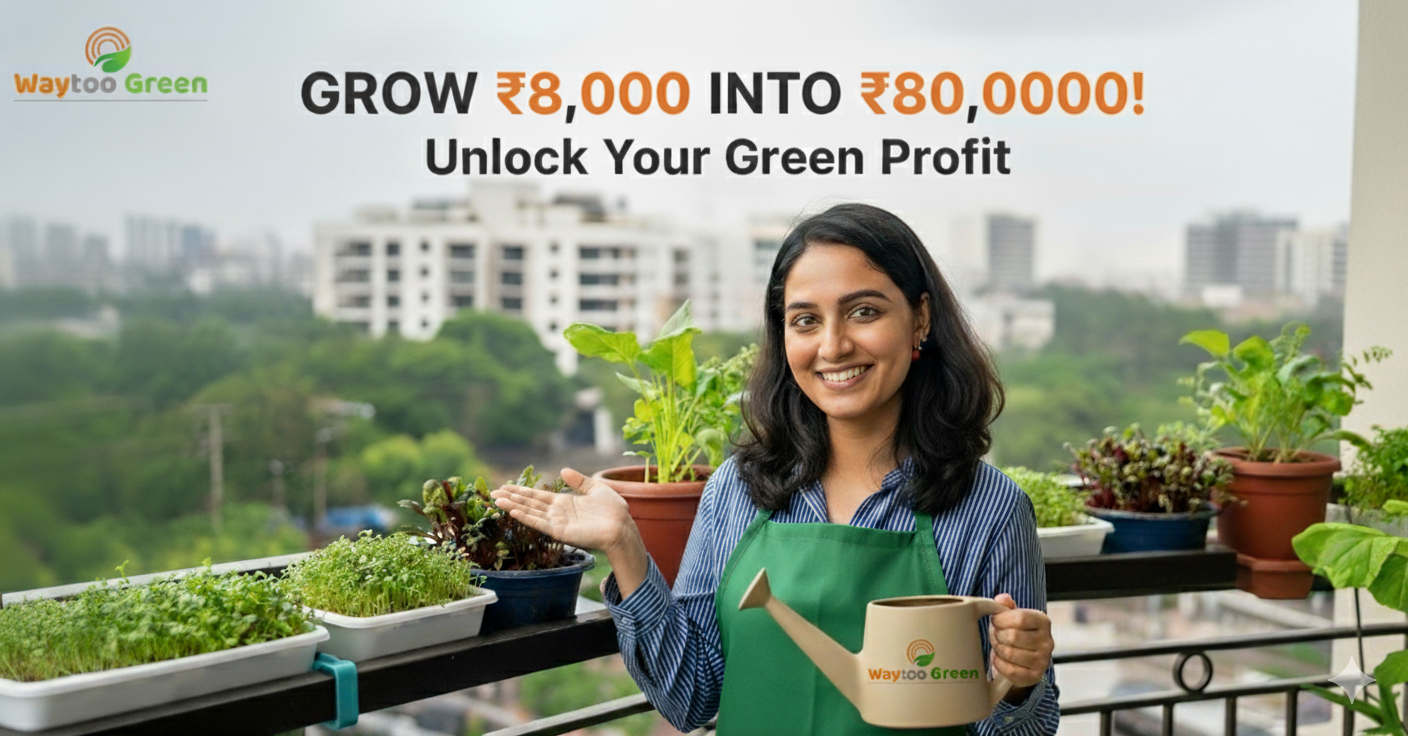 Waytoo Green
GROW ₹8,000 INTO ₹80,0000!
Unlock Your Green Profit
Waytoo Green